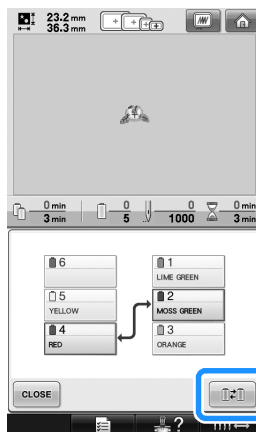 23.2 mm
36.3 mm
0 min
3 min
0
5
0
1000
0 min
3 min
6
1
LIME GREEN
5
YELLOW
2
MOSS GREEN
4
RED
3
ORANGE
CLOSE
?